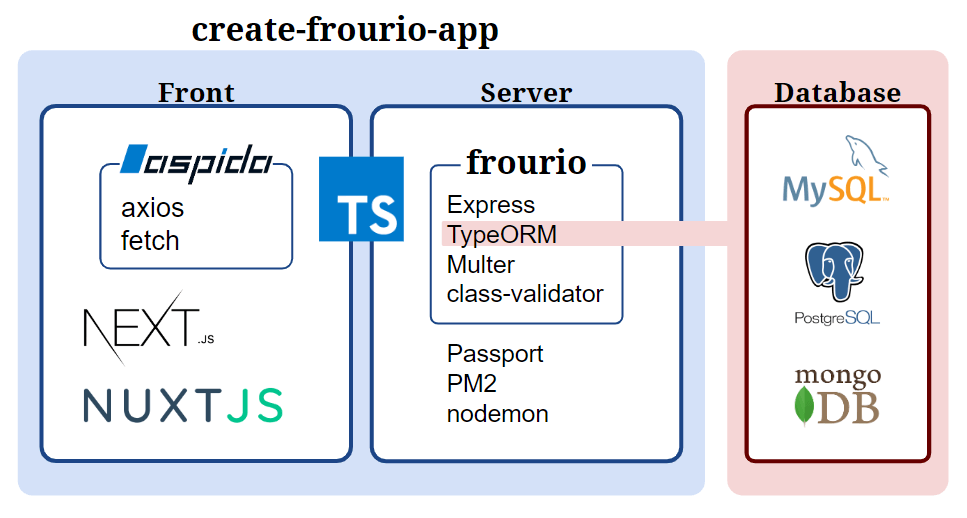 create-frourio-app
Front
aspida
axios
fetch
NEXT.JS
NUXTJS
TS
Server
frourio
Express
TypeORM
Multer
class-validator
Passport
PM2
nodemon
Database
MySQL™
PostgreSQL
mongo
DB